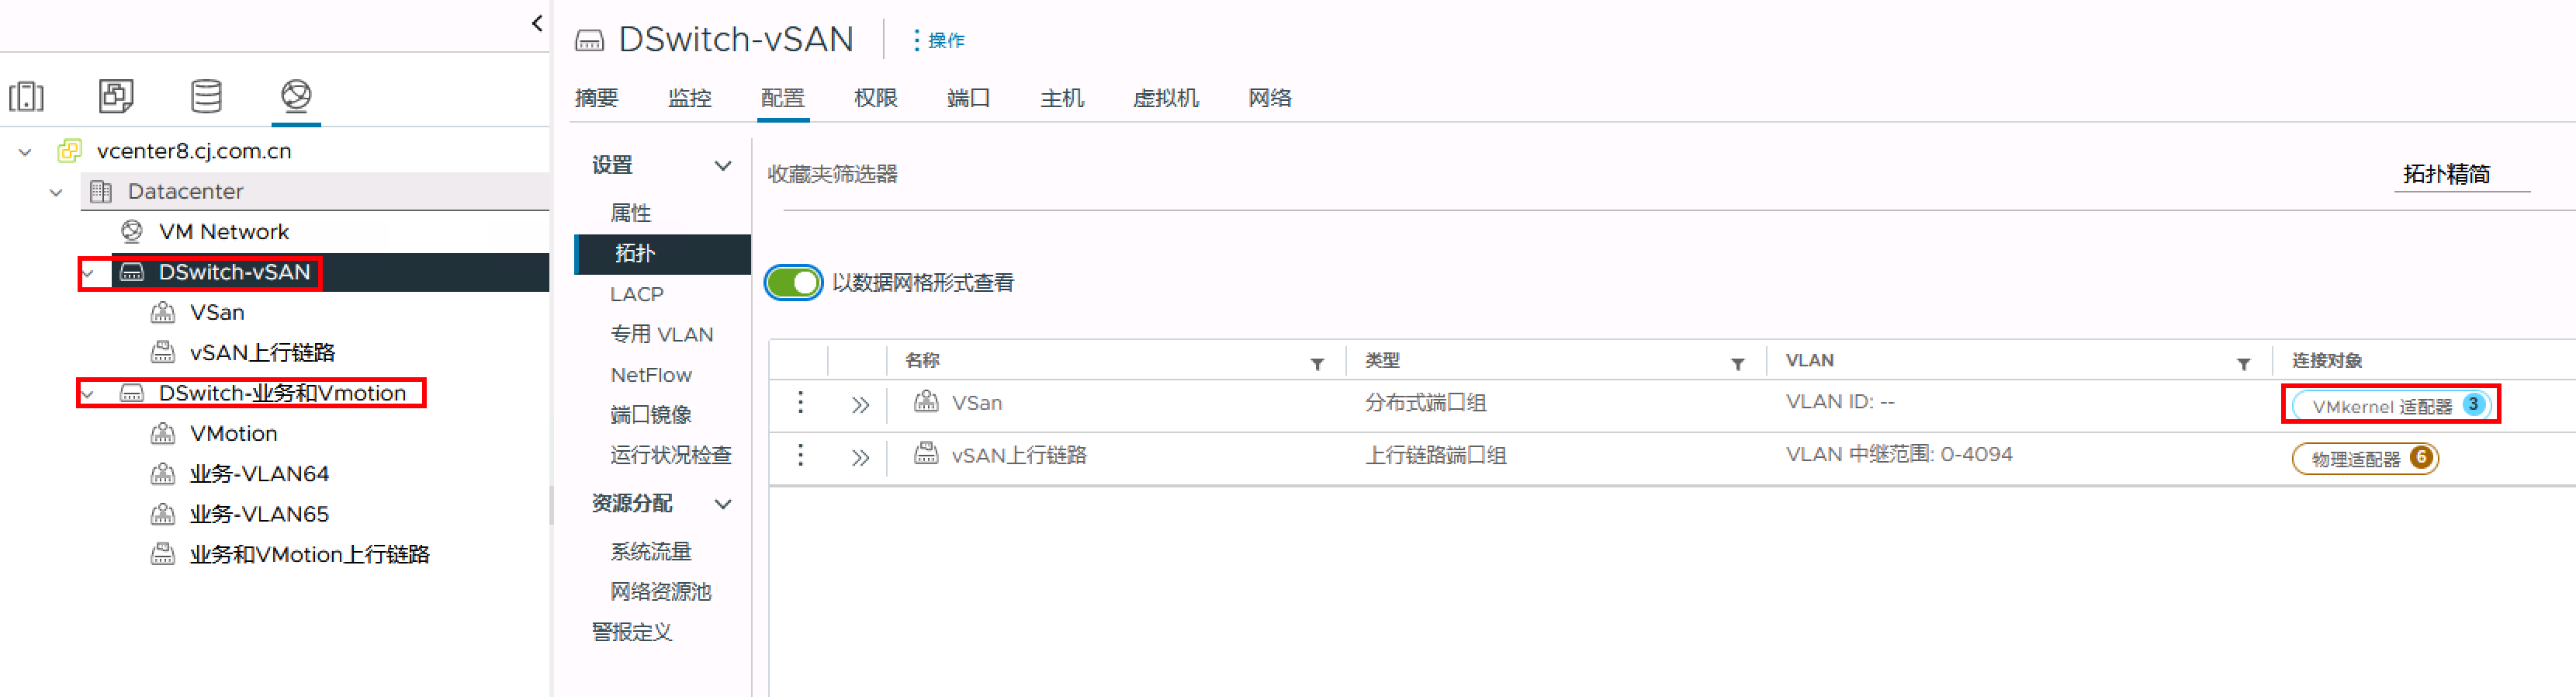 DSwitch-vSAN
操作
摘要 监控 配置 权限 端口 主机 虚拟机 网络
vcenter8.cj.com.cn
Datacenter
VM Network
DSwitch-vSAN
VSan
vSAN上行链路
DSwitch-业务和Vmotion
VMotion
业务-VLAN64
业务-VLAN65
业务和VMotion上行链路
设置
属性
拓扑
LACP
专用 VLAN
NetFlow
端口镜像
运行状况检查
资源分配
系统流量
网络资源池
警报定义
收藏夹筛选器
拓扑精简
以数据网格形式查看
名称 类型 VLAN 连接对象
VSan 分布式端口组 VLAN ID: -- VMkernel 适配器 3
vSAN上行链路 上行链路端口组 VLAN 中继范围: 0-4094 物理适配器 6